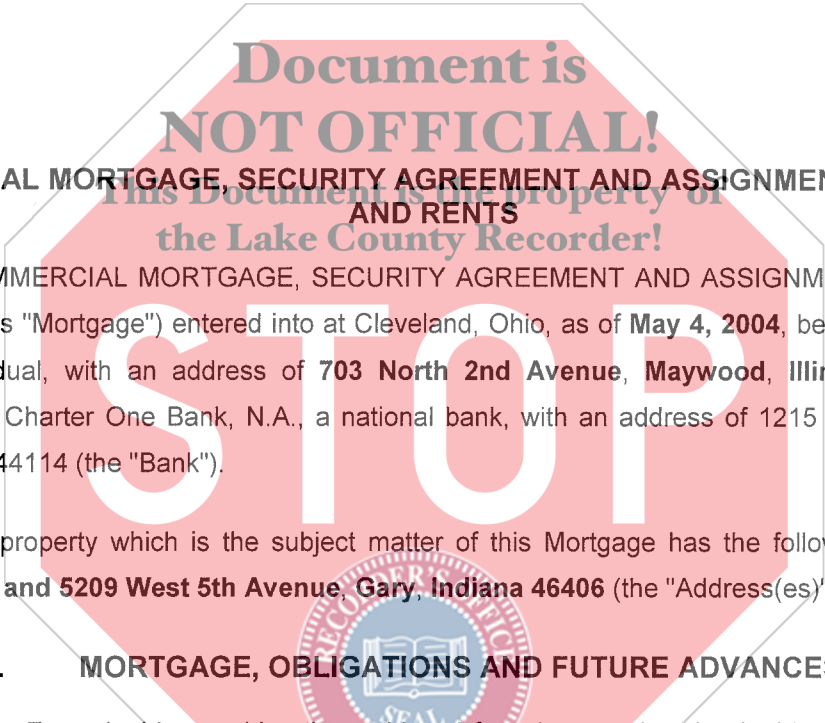 Document is
NOT OFFICIAL!
AL MORTGAGE, SECURITY AGREEMENT AND ASSIGNMEN
This Document is the property of
AND RENTS
the Lake County Recorder!
MMERCIAL MORTGAGE, SECURITY AGREEMENT AND ASSIGNM
s "Mortgage") entered into at Cleveland, Ohio, as of May 4, 2004, be
dual, with an address of 703 North 2nd Avenue, Maywood, Illin
Charter One Bank, N.A., a national bank, with an address of 1215
44114 (the "Bank").
STOP
property which is the subject matter of this Mortgage has the follo
and 5209 West 5th Avenue, Gary, Indiana 46406 (the "Address(es)"
RECORDER'S OFFICE
. MORTGAGE, OBLIGATIONS AND FUTURE ADVANCES
SEAL